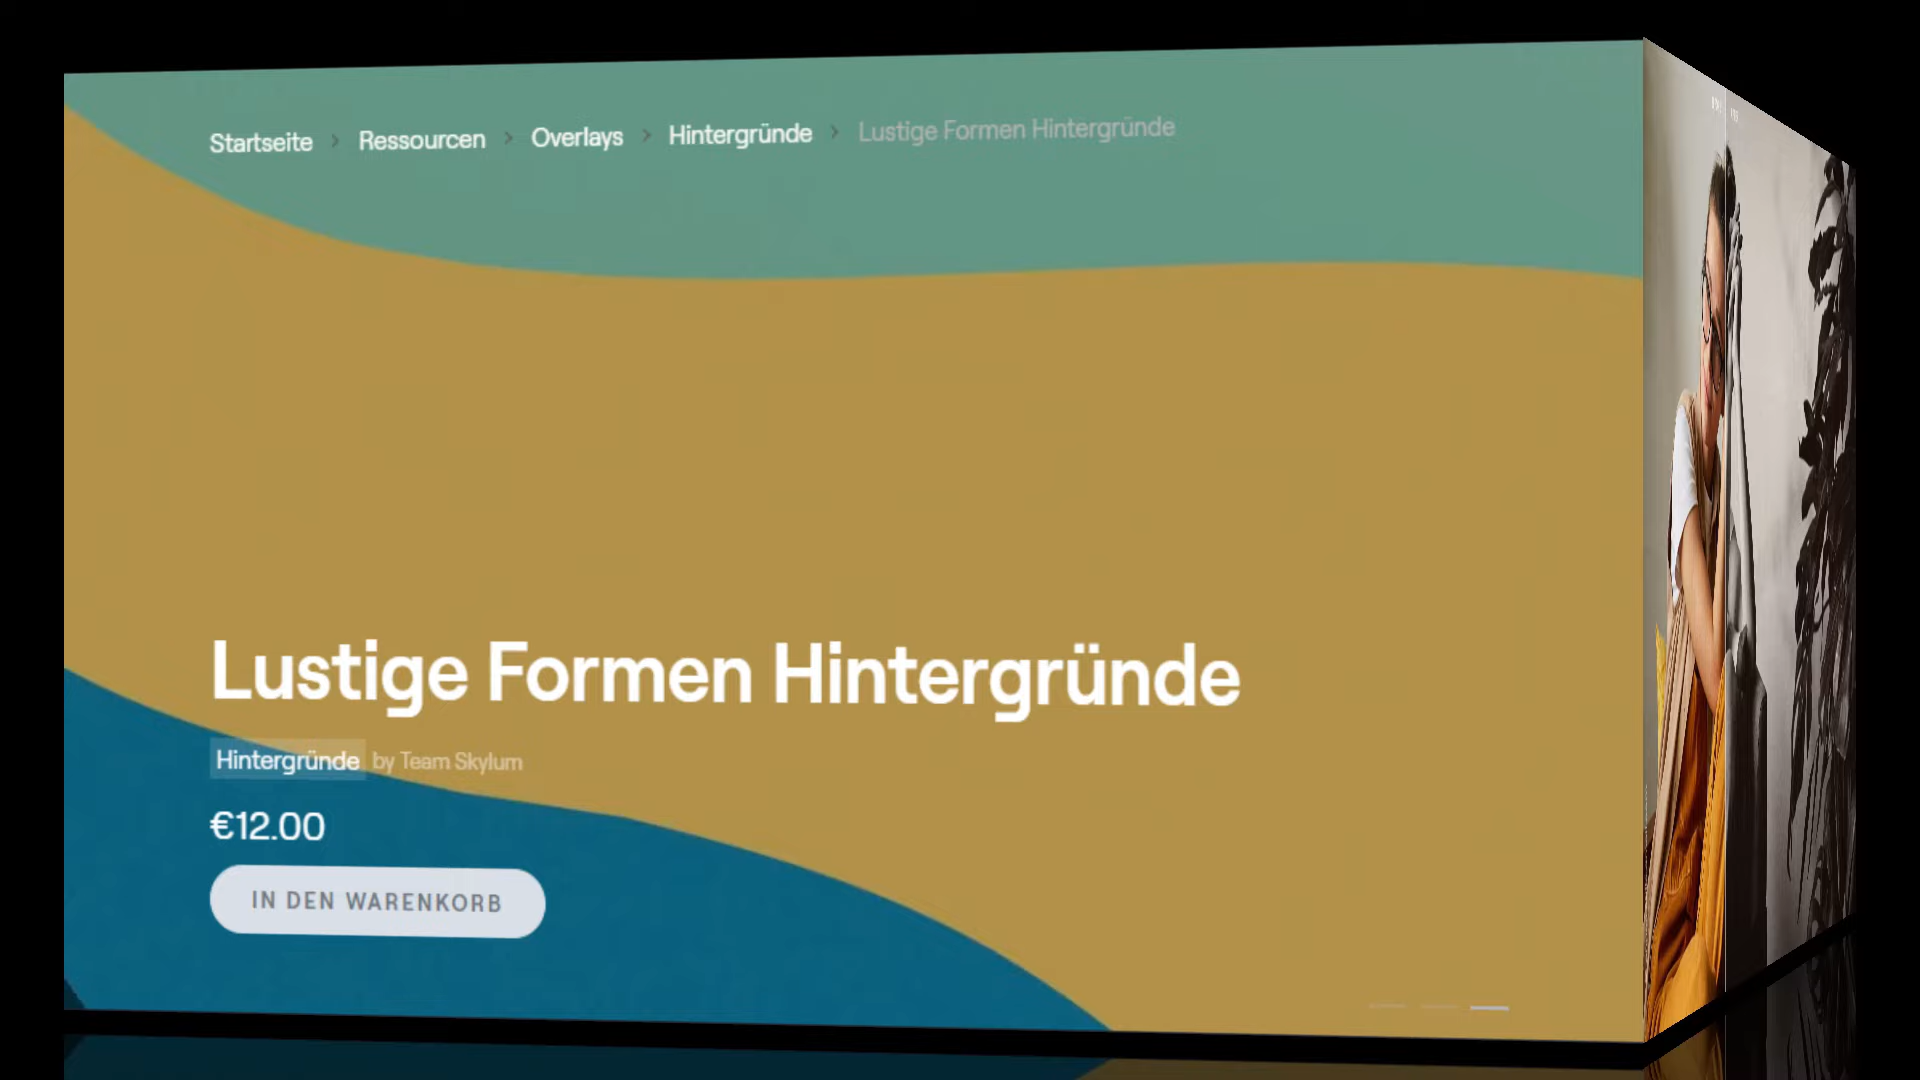 Startseite > Ressourcen > Overlays > Hintergründe > Lustige Formen Hintergründe
Lustige Formen Hintergründe
Hintergründe by Team Skylum
€12.00
IN DEN WARENKORB